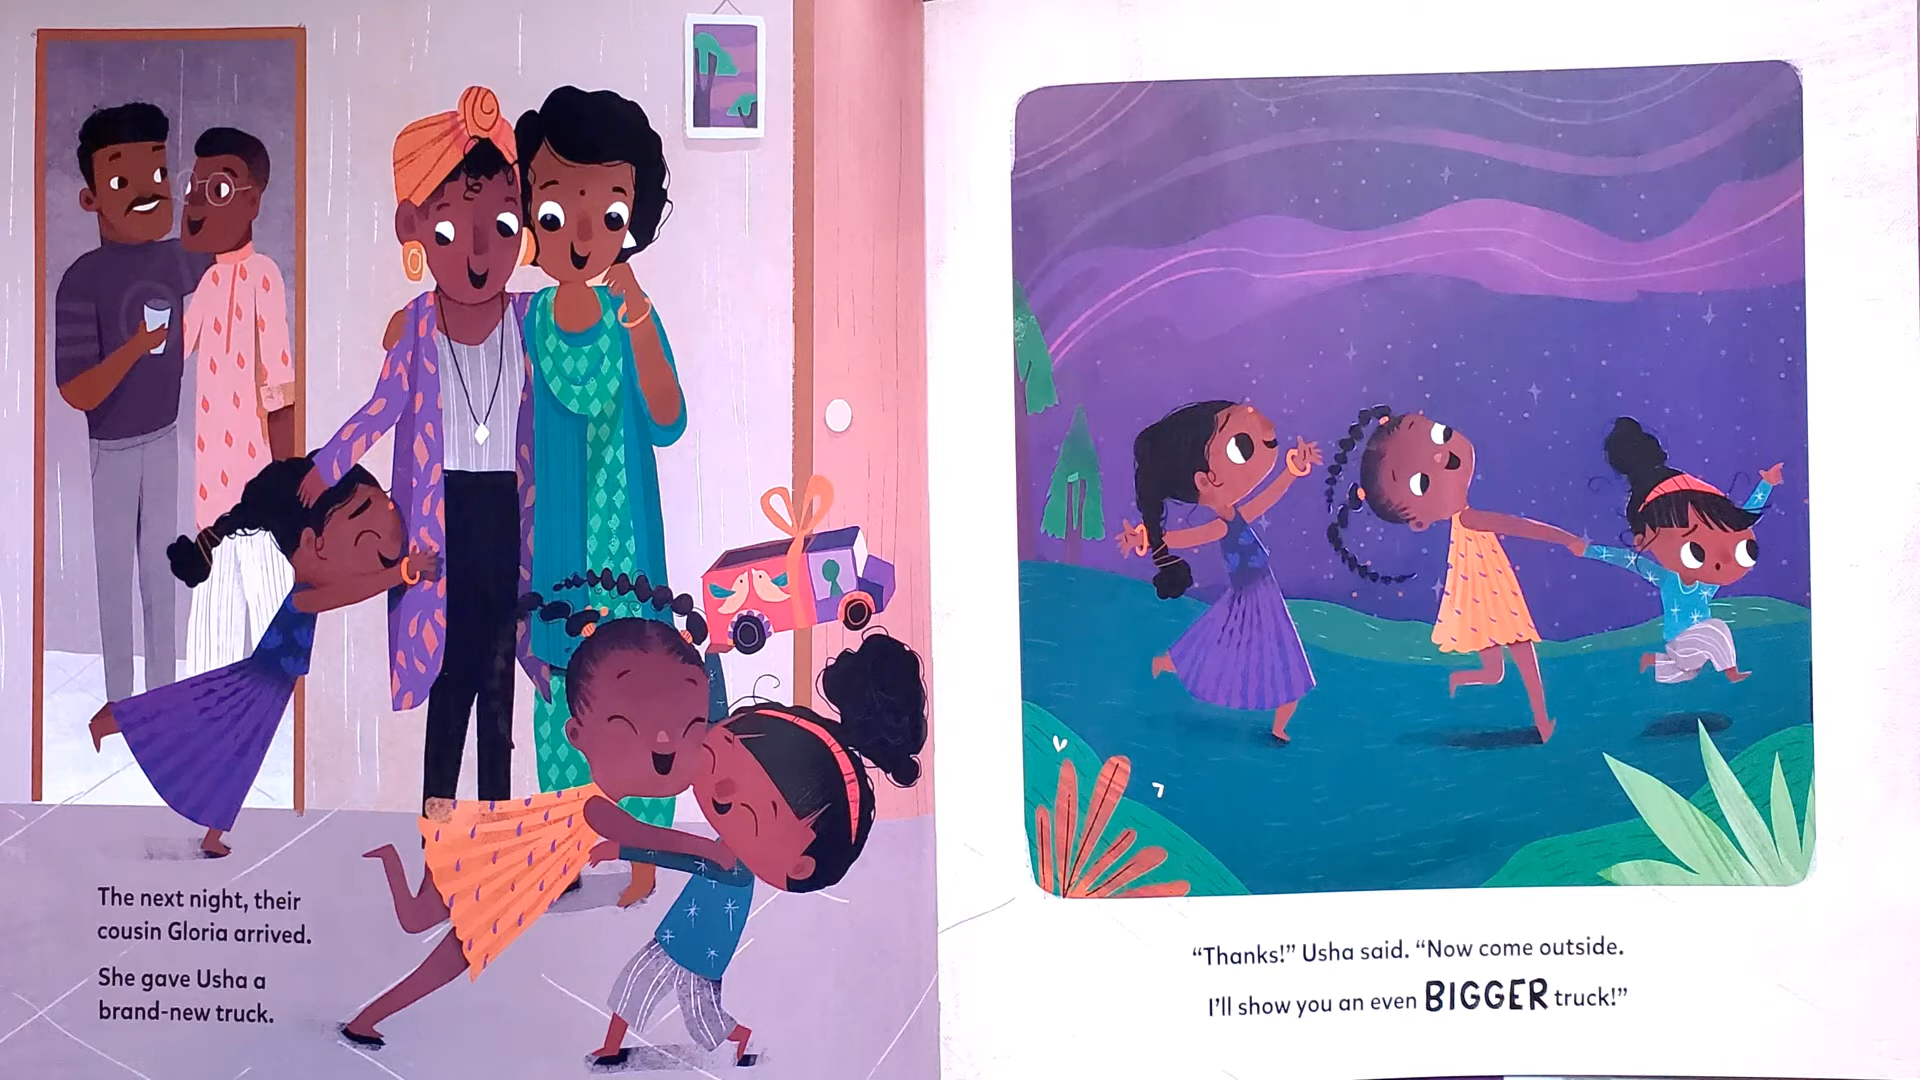 The next night, their
cousin Gloria arrived.
She gave Usha a
brand-new truck.
“Thanks!” Usha said. “Now come outside.
I’ll show you an even BIGGER truck!”